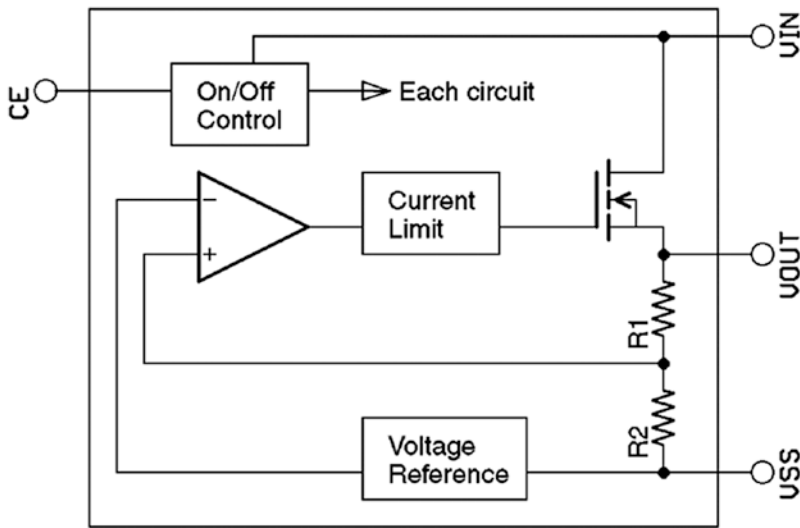 VIN
CE
On/Off
Control
Each circuit
−
+
Current
Limit
VOUT
R1
R2
Voltage
Reference
VSS